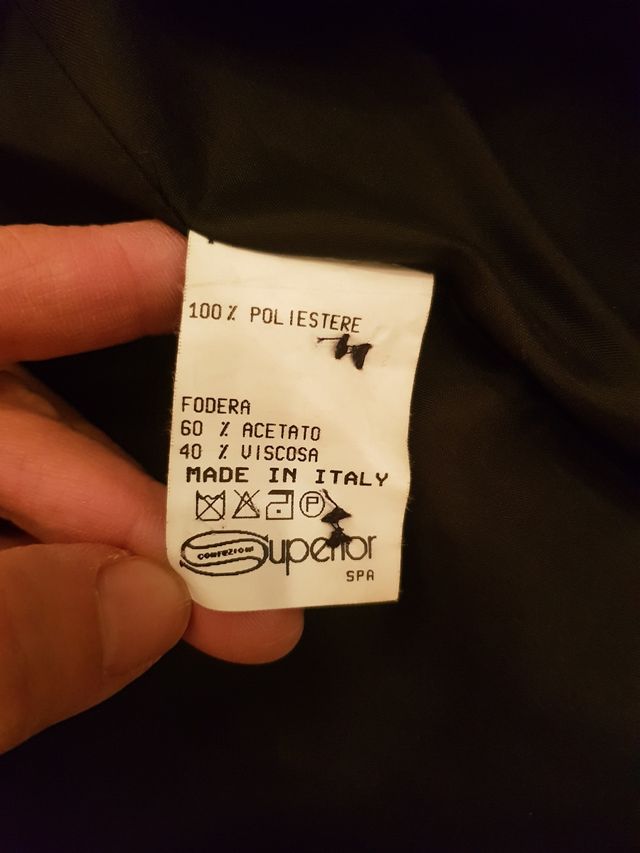 100% POLIESTERE
FODERA
60 % ACETATO
40 % VISCOSA
MADE IN ITALY
P
CONFEZIONI Superior
SPA